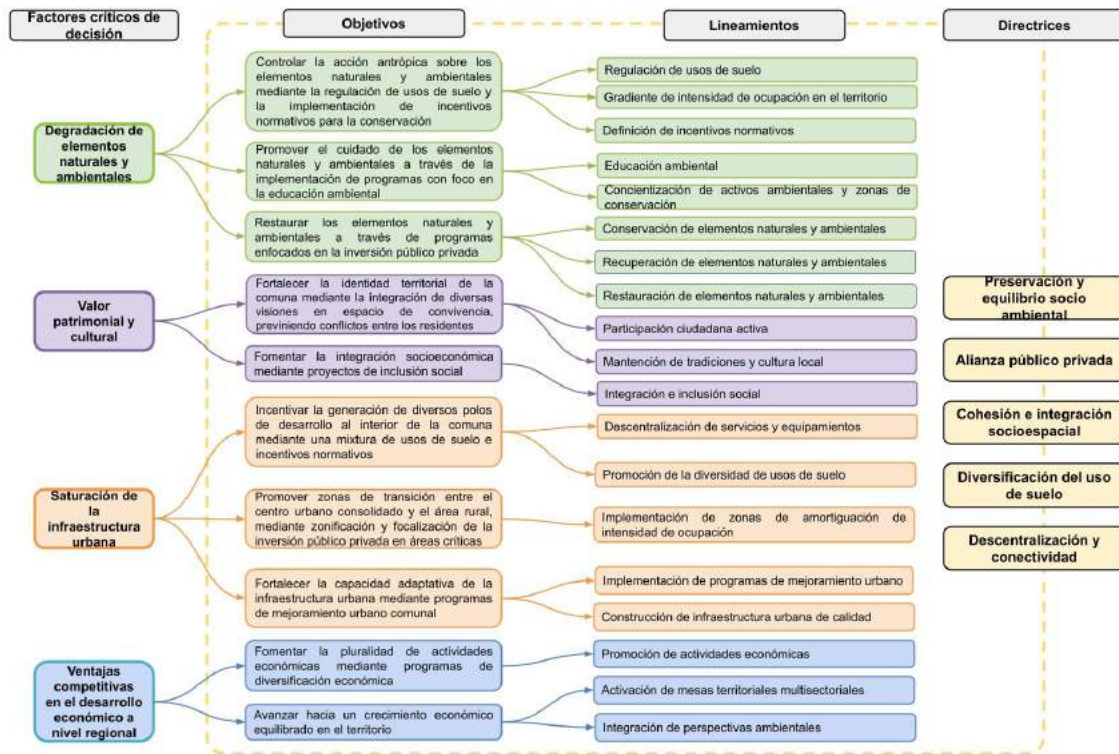 Factores críticos de
decisión
Objetivos
Lineamientos
Directrices
Degradación de
elementos
naturales y
ambientales
Controlar la acción antrópica sobre los
elementos naturales y ambientales
mediante la regulación de usos de suelo y
la implementación de incentivos
normativos para la conservación
Regulación de usos de suelo
Gradiente de intensidad de ocupación en el territorio
Definición de incentivos normativos
Promover el cuidado de los elementos
naturales y ambientales a través de la
implementación de programas con foco en
la educación ambiental
Educación ambiental
Concientización de activos ambientales y zonas de
conservación
Restaurar los elementos naturales y
ambientales a través de programas
enfocados en la inversión público privada
Conservación de elementos naturales y ambientales
Recuperación de elementos naturales y ambientales
Restauración de elementos naturales y ambientales
Valor
patrimonial y
cultural
Fortalecer la identidad territorial de la
comuna mediante la integración de diversas
visiones en espacio de convivencia,
previniendo conflictos entre los residentes
Participación ciudadana activa
Mantención de tradiciones y cultura local
Fomentar la integración socioeconómica
mediante proyectos de inclusión social
Integración e inclusión social
Saturación de
la
infraestructura
urbana
Incentivar la generación de diversos polos
de desarrollo al interior de la comuna
mediante una mixtura de usos de suelo e
incentivos normativos
Descentralización de servicios y equipamientos
Promoción de la diversidad de usos de suelo
Promover zonas de transición entre el
centro urbano consolidado y el área rural,
mediante zonificación y focalización de la
inversión público privada en áreas críticas
Implementación de zonas de amortiguación de
intensidad de ocupación
Fortalecer la capacidad adaptativa de la
infraestructura urbana mediante programas
de mejoramiento urbano comunal
Implementación de programas de mejoramiento urbano
Construcción de infraestructura urbana de calidad
Ventajas
competitivas
en el desarrollo
económico a
nivel regional
Fomentar la pluralidad de actividades
económicas mediante programas de
diversificación económica
Promoción de actividades económicas
Avanzar hacia un crecimiento económico
equilibrado en el territorio
Activación de mesas territoriales multisectoriales
Integración de perspectivas ambientales
Preservación y
equilibrio socio
ambiental
Alianza público privada
Cohesión e integración
socioespacial
Diversificación del uso
de suelo
Descentralización y
conectividad